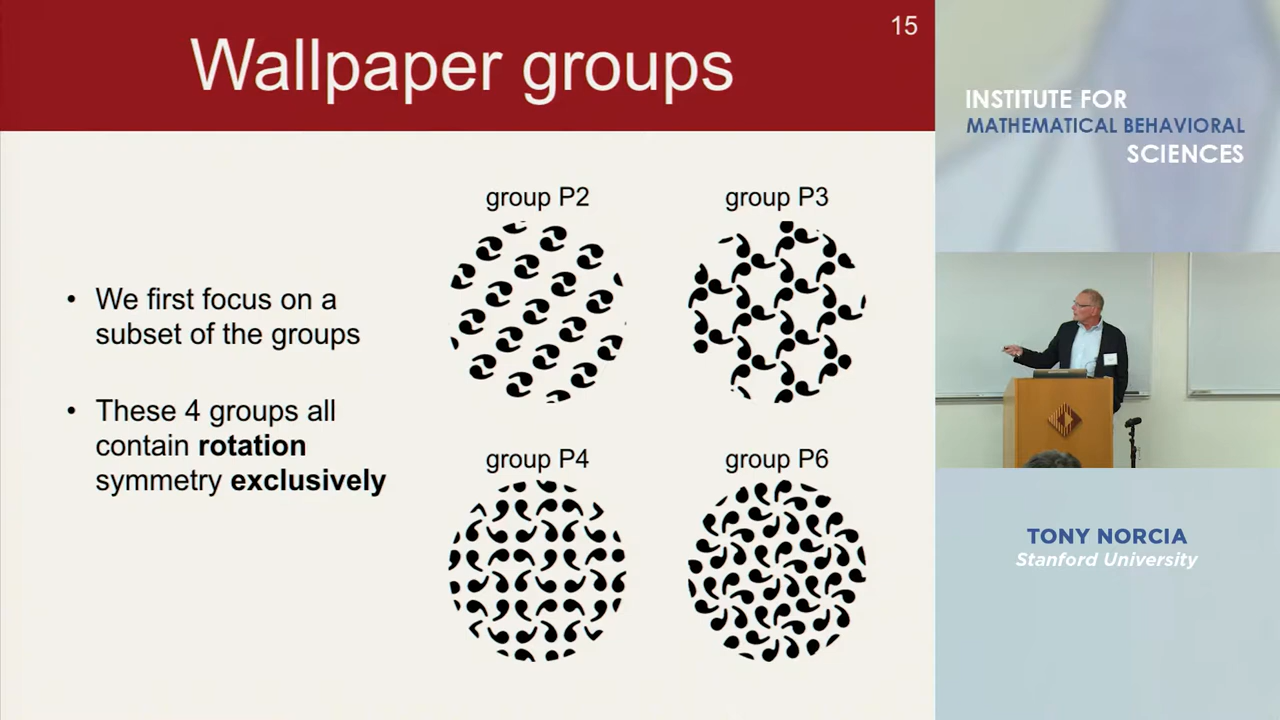 15
Wallpaper groups
• We first focus on a
subset of the groups
• These 4 groups all
contain rotation
symmetry exclusively
group P2
group P3
group P4
group P6
INSTITUTE FOR
MATHEMATICAL BEHAVIORAL
SCIENCES
TONY NORCIA
Stanford University